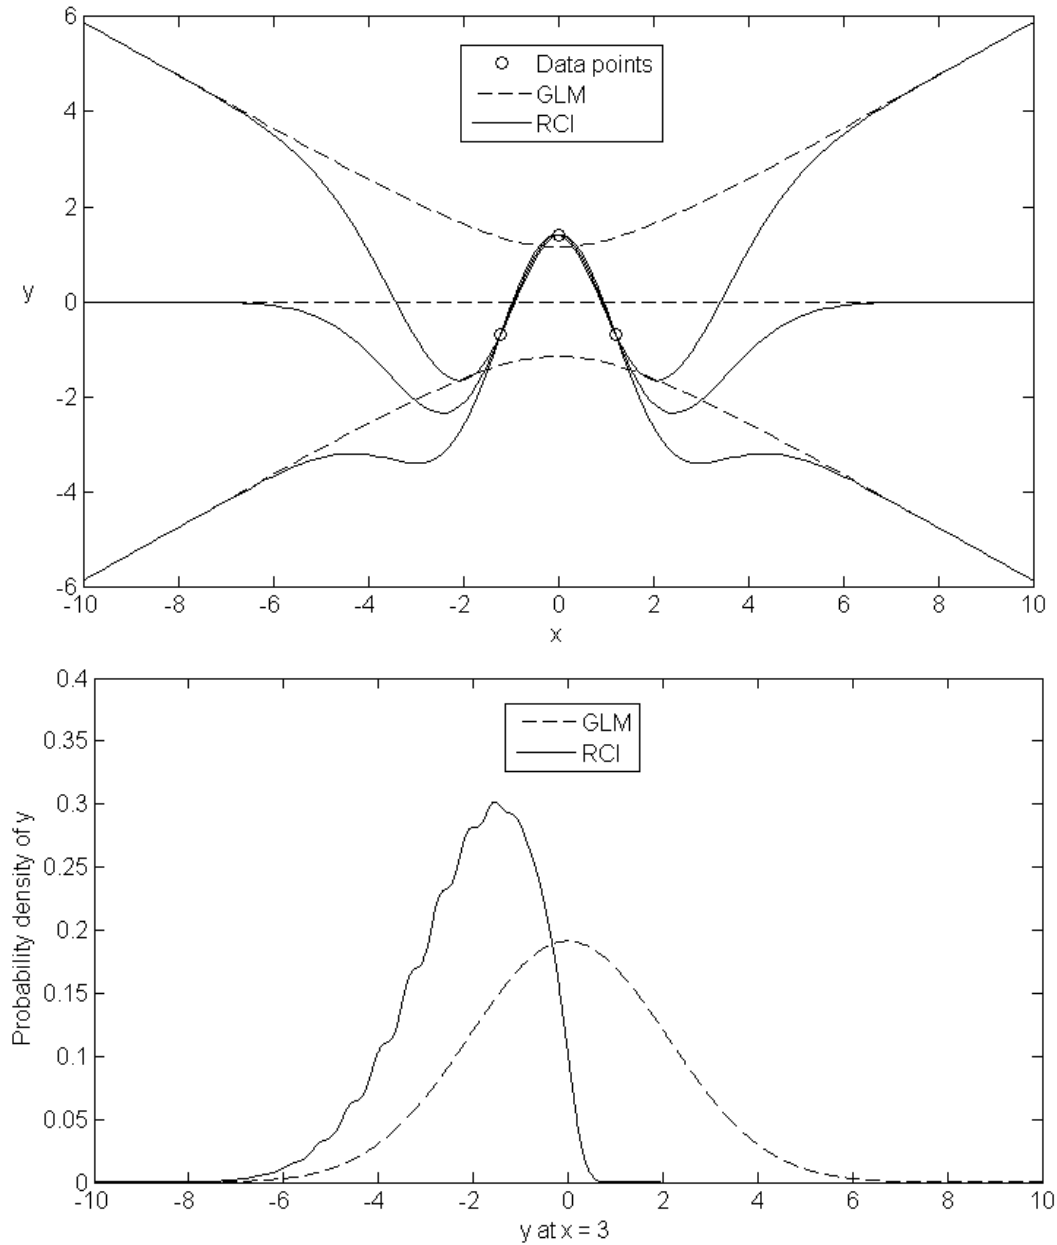 6
4
2
0
-2
-4
-6
y
Data points
GLM
RCI
-10 -8 -6 -4 -2 0 2 4 6 8 10
x
0.4
0.35
0.3
0.25
0.2
0.15
0.1
0.05
0
Probability density of y
GLM
RCI
-10 -8 -6 -4 -2 0 2 4 6 8 10
y at x = 3